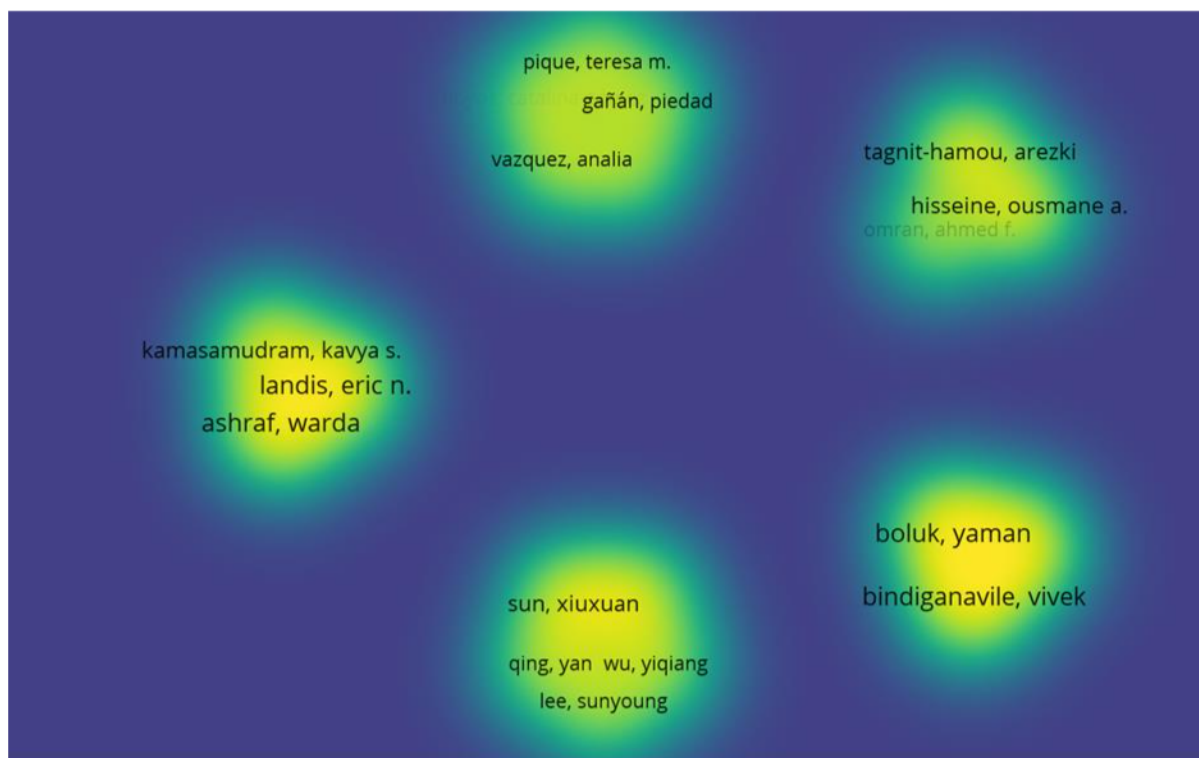 pique, teresa m.
gañán, piedad
vazquez, analia
tagnit-hamou, arezki
hisseine, ousmane a.
omran, ahmed f.
kamasamudram, kavya s.
landis, eric n.
ashraf, warda
boluk, yaman
bindiganavile, vivek
sun, xiuxuan
qing, yan wu, yiqiang
lee, sunyoung